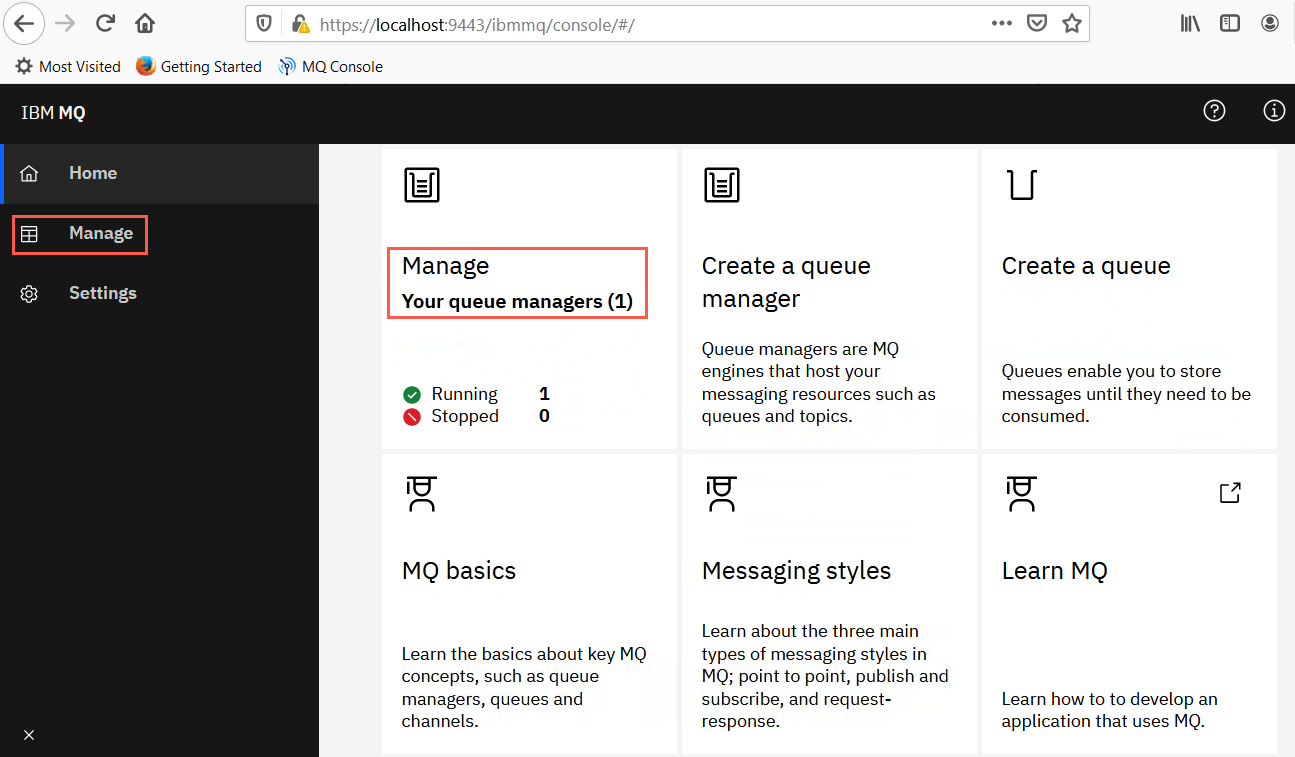 https://localhost:9443/ibmmq/console/#/
Most Visited Getting Started MQ Console
IBM MQ
Home
Manage
Settings
Manage
Your queue managers (1)
Running 1
Stopped 0
Create a queue
manager
Queue managers are MQ
engines that host your
messaging resources such as
queues and topics.
Create a queue
Queues enable you to store
messages until they need to be
consumed.
MQ basics
Learn the basics about key MQ
concepts, such as queue
managers, queues and
channels.
Messaging styles
Learn about the three main
types of messaging styles in
MQ; point to point, publish and
subscribe, and request-
response.
Learn MQ
Learn how to to develop an
application that uses MQ.